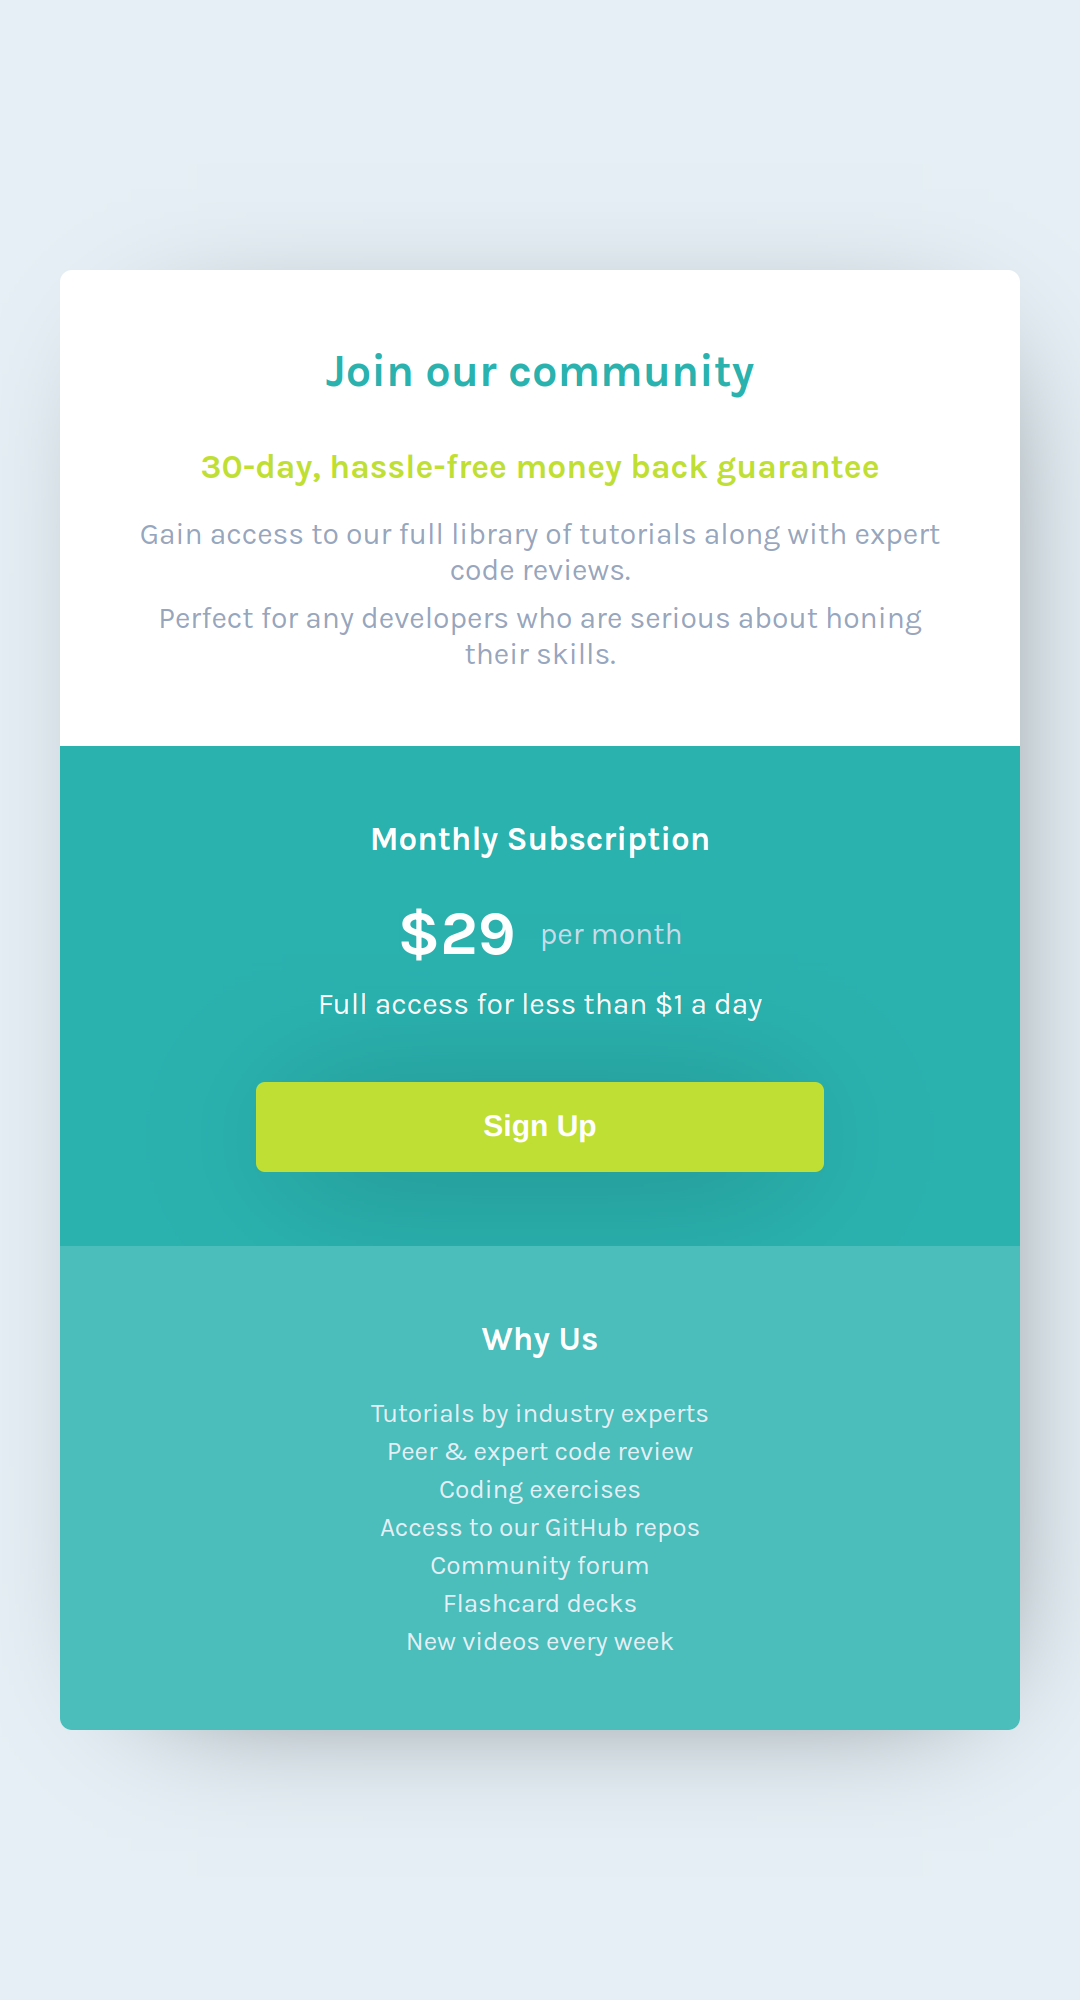 Join our community
30-day, hassle-free money back guarantee
Gain access to our full library of tutorials along with expert
code reviews.
Perfect for any developers who are serious about honing
their skills.
Monthly Subscription
$29 per month
Full access for less than $1 a day
Sign Up
Why Us
Tutorials by industry experts
Peer & expert code review
Coding exercises
Access to our GitHub repos
Community forum
Flashcard decks
New videos every week